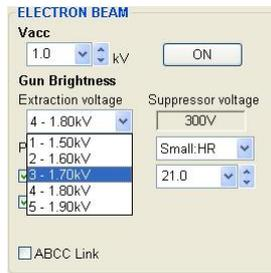 ELECTRON BEAM
Vacc
1.0 kV ON
Gun Brightness
Extraction voltage Suppressor voltage
4 - 1.80kV 300V
1 - 1.50kV
2 - 1.60kV Small:HR
3 - 1.70kV 21.0
4 - 1.80kV
5 - 1.90kV
ABCC Link